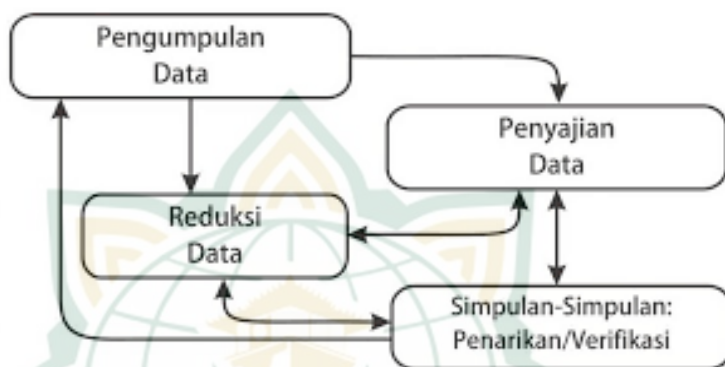 Pengumpulan
Data
Penyajian
Data
Reduksi
Data
Simpulan-Simpulan:
Penarikan/Verifikasi